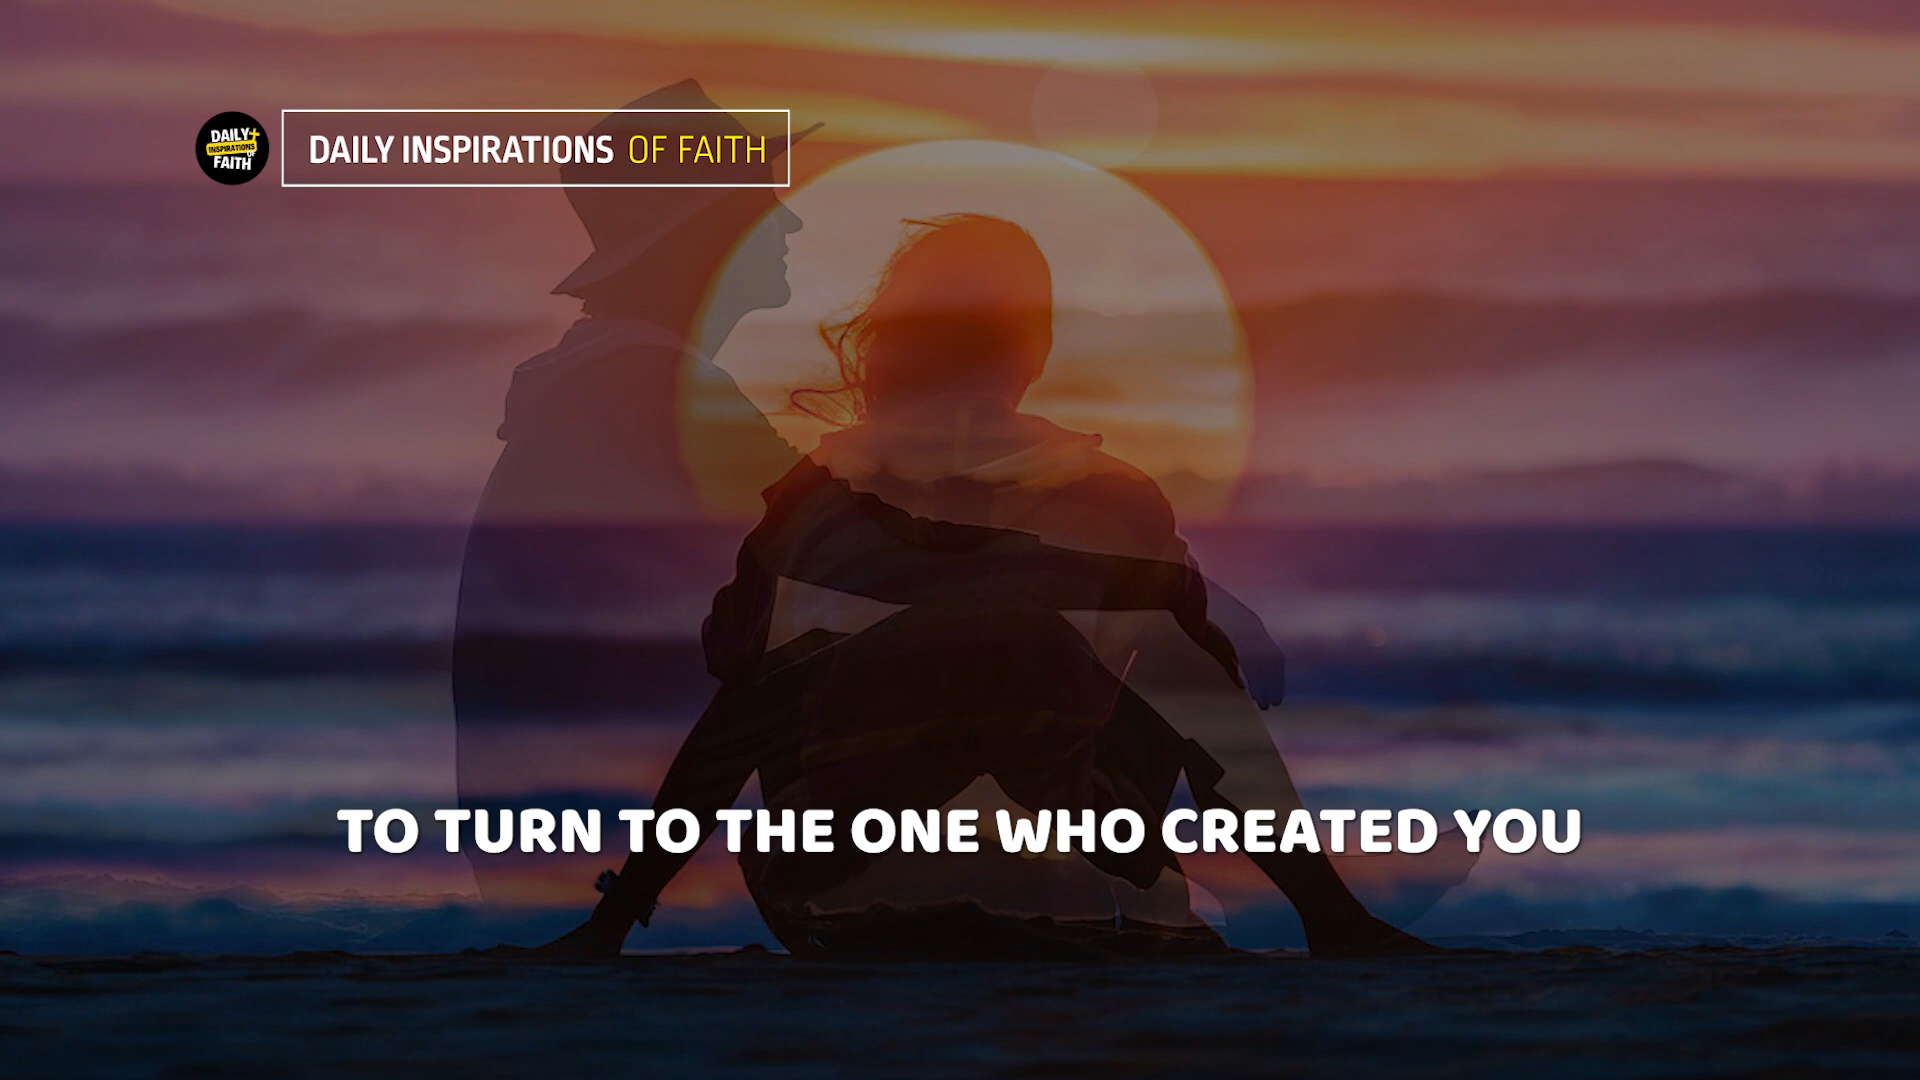 DAILY
INSPIRATIONS
OF
FAITH
DAILY INSPIRATIONS OF FAITH
TO TURN TO THE ONE WHO CREATED YOU